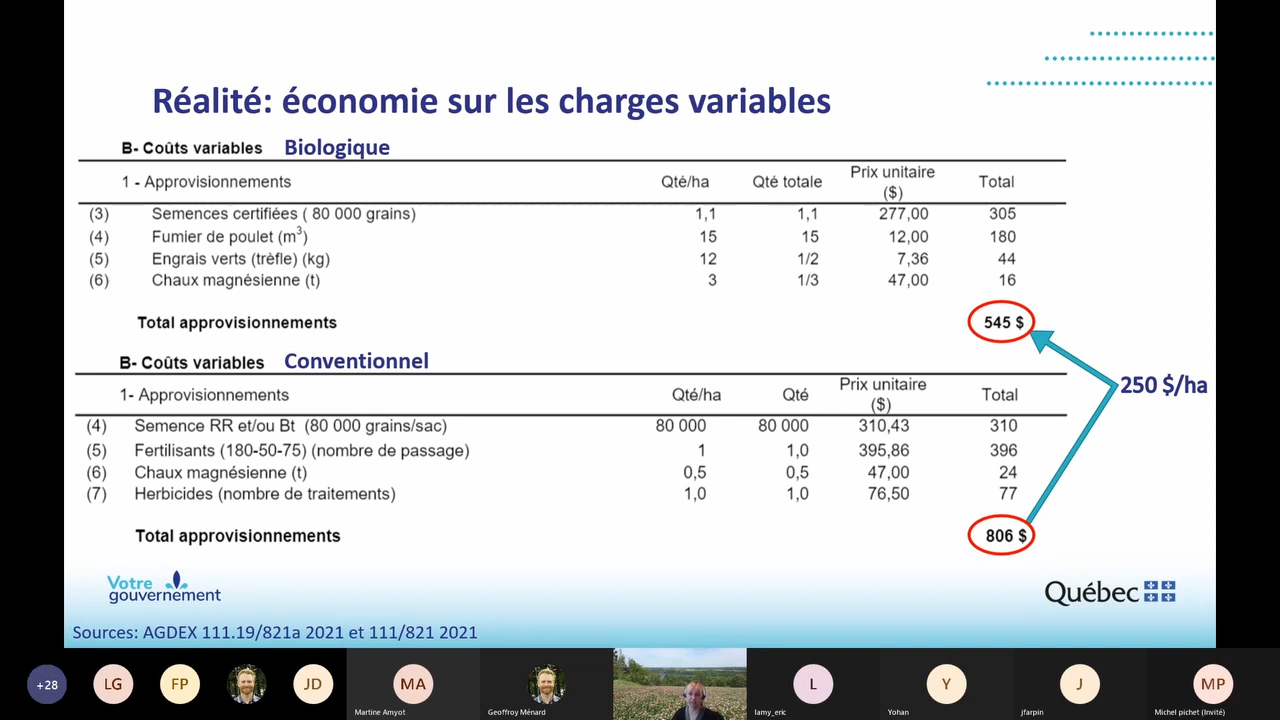 Réalité: économie sur les charges variables
B- Coûts variables Biologique
1 - Approvisionnements Qté/ha Qté totale Prix unitaire ($) Total
(3) Semences certifiées ( 80 000 grains) 1,1 1,1 277,00 305
(4) Fumier de poulet (m³) 15 15 12,00 180
(5) Engrais verts (trèfle) (kg) 12 1/2 7,36 44
(6) Chaux magnésienne (t) 3 1/3 47,00 16
Total approvisionnements 545 $
B- Coûts variables Conventionnel
250 $/ha
1- Approvisionnements Qté/ha Qté Prix unitaire ($) Total
(4) Semence RR et/ou Bt (80 000 grains/sac) 80 000 80 000 310,43 310
(5) Fertilisants (180-50-75) (nombre de passage) 1 1,0 395,86 396
(6) Chaux magnésienne (t) 0,5 0,5 47,00 24
(7) Herbicides (nombre de traitements) 1,0 1,0 76,50 77
Total approvisionnements 806 $
Votre
gouvernement
Québec
Sources: AGDEX 111.19/821a 2021 et 111/821 2021
+28 LG FP JD MA L Y J MP
Martine Amyot Geoffroy Ménard lamy_eric Yohan jfarpin Michel pichet (Invité)